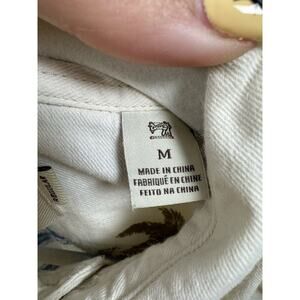 M
MADE IN CHINA
FABRIQUÉ EN CHINE
FEITO NA CHINA